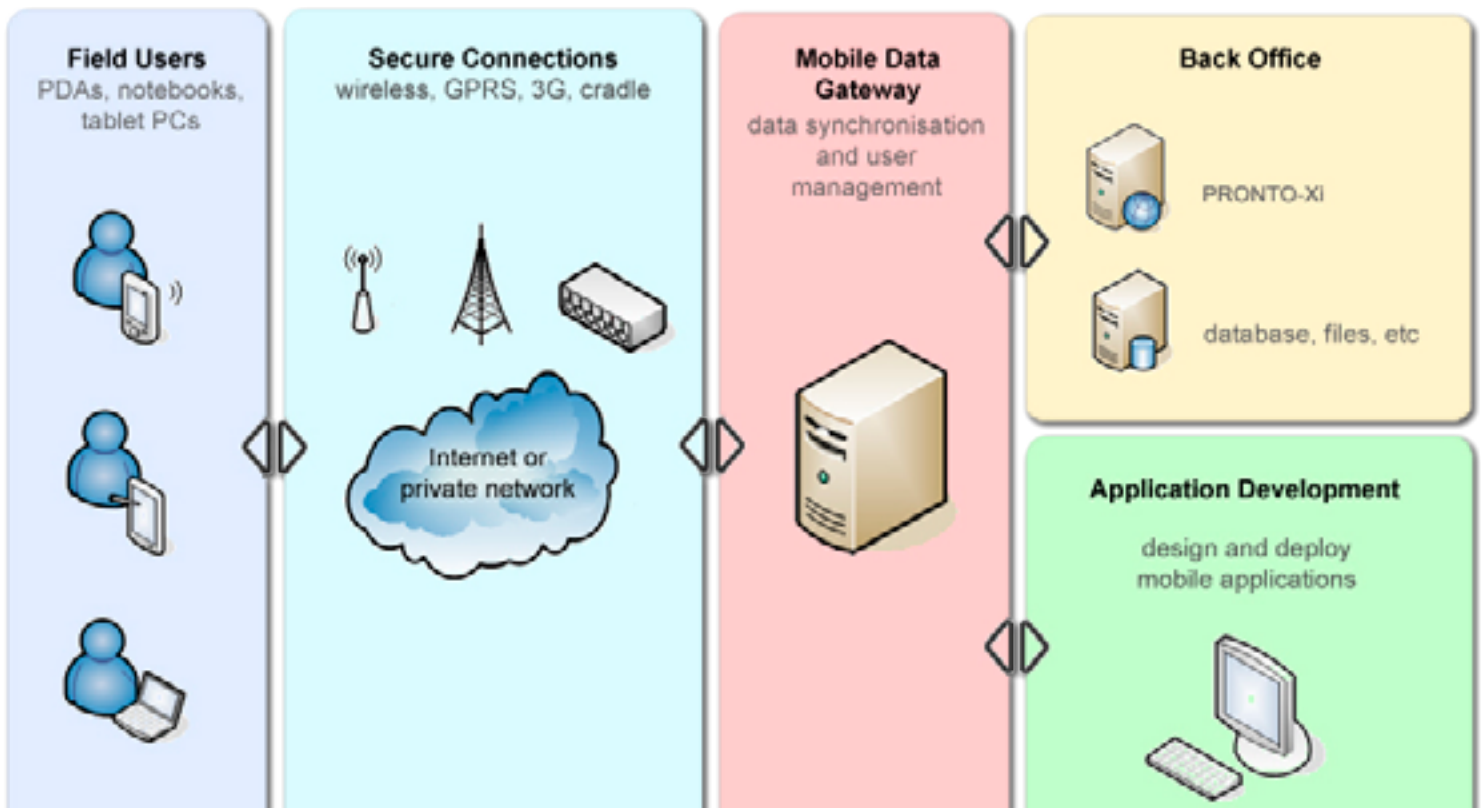 Field Users
PDAs, notebooks,
tablet PCs
Secure Connections
wireless, GPRS, 3G, cradle
Internet or
private network
Mobile Data
Gateway
data synchronisation
and user
management
Back Office
PRONTO-Xi
database, files, etc
Application Development
design and deploy
mobile applications